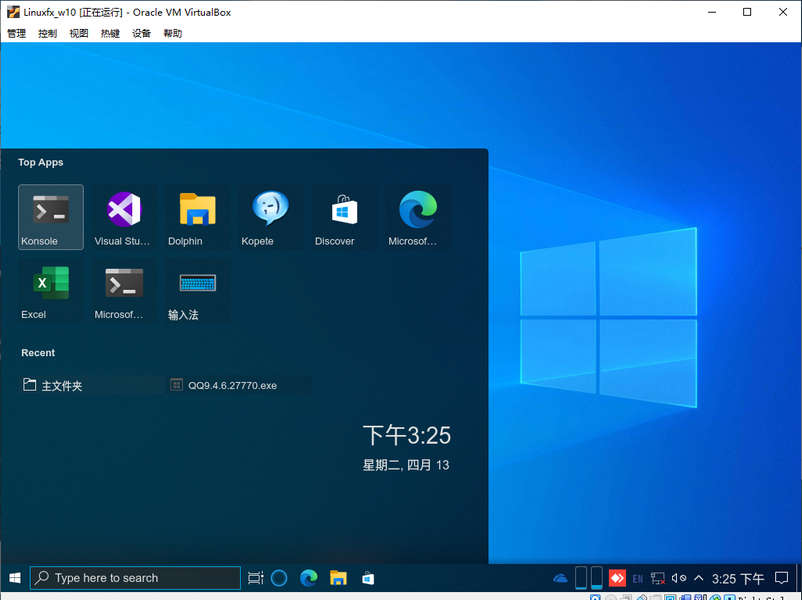 Linuxfx_w10 [正在运行] - Oracle VM VirtualBox
管理 控制 视图 热键 设备 帮助
Top Apps
Konsole Visual Stu... Dolphin Kopete Discover Microsof...
Excel Microsof... 输入法
Recent
主文件夹 QQ9.4.6.27770.exe
下午3:25
星期二, 四月 13
Type here to search EN 3:25 下午